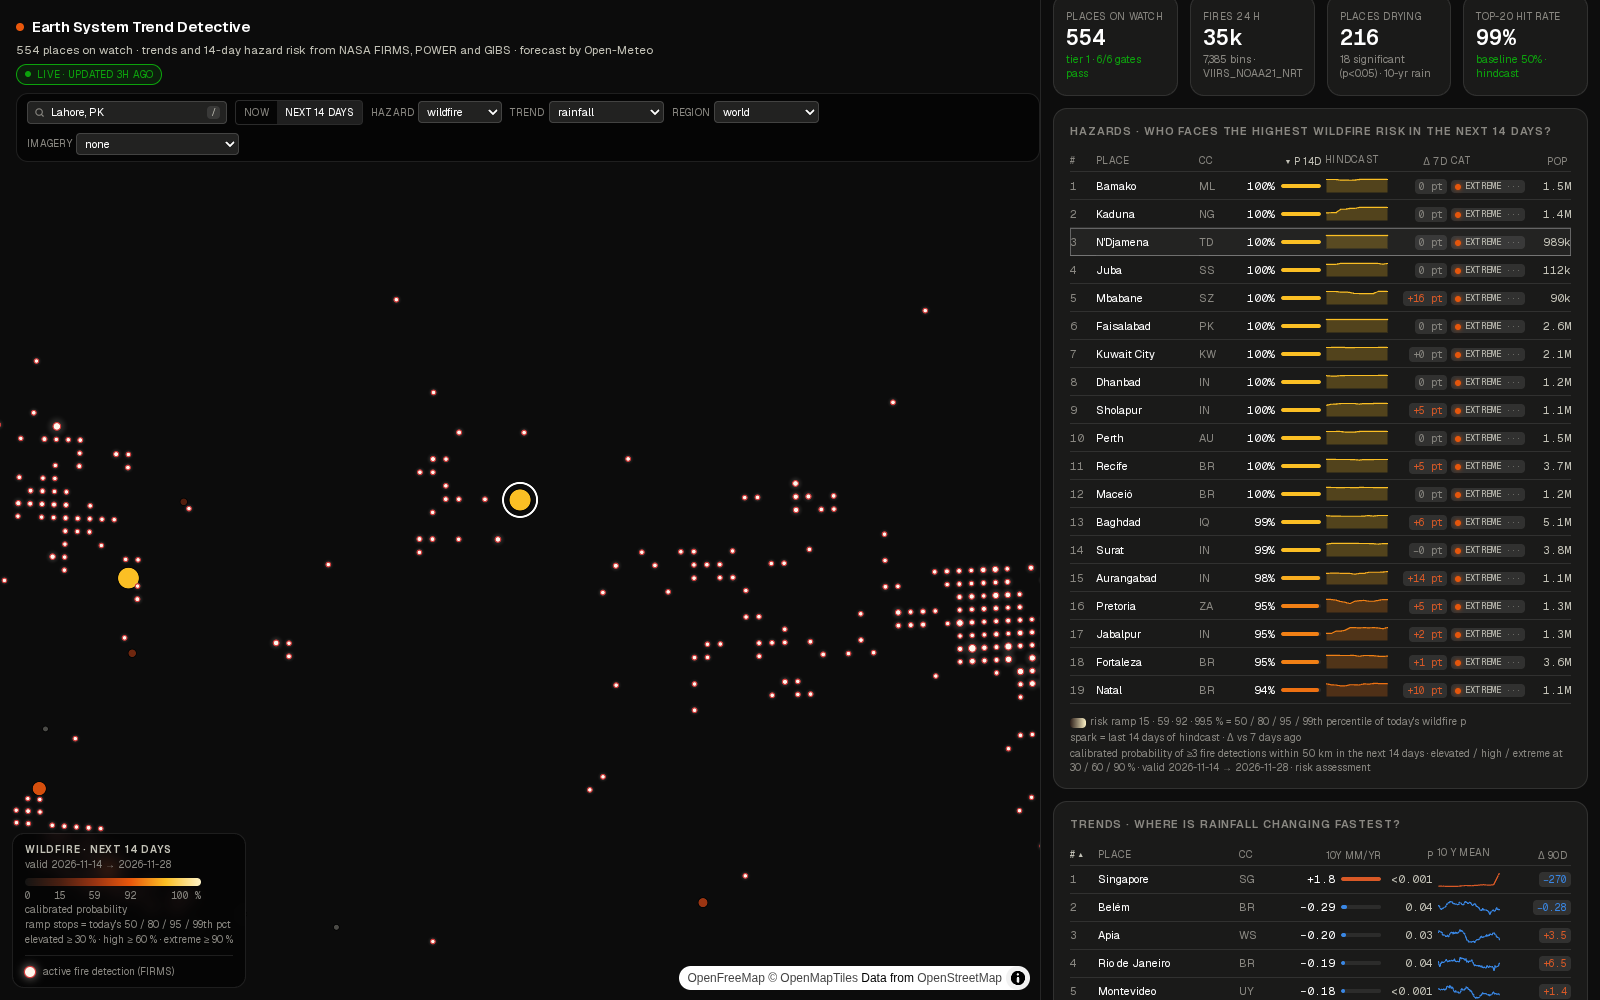 Earth System Trend Detective
554 places on watch · trends and 14-day hazard risk from NASA FIRMS, POWER and GIBS · forecast by Open-Meteo
LIVE · UPDATED 3H AGO
Lahore, PK /
NOW NEXT 14 DAYS HAZARD wildfire TREND rainfall REGION world
IMAGERY none
WILDFIRE · NEXT 14 DAYS
valid 2026-11-14 → 2026-11-28
0 15 59 92 100 %
calibrated probability
ramp stops = today's 50 / 80 / 95 / 99th pct
elevated ≥ 30 % · high ≥ 60 % · extreme ≥ 90 %
active fire detection (FIRMS)
OpenFreeMap © OpenMapTiles Data from OpenStreetMap
PLACES ON WATCH
554
tier 1 · 6/6 gates
pass
FIRES 24 H
35k
7,385 bins ·
VIIRS_NOAA21_NRT
PLACES DRYING
216
18 significant
(p<0.05) · 10-yr rain
TOP-20 HIT RATE
99%
baseline 50% ·
hindcast
HAZARDS · WHO FACES THE HIGHEST WILDFIRE RISK IN THE NEXT 14 DAYS?
# PLACE CC ▼ P 14D HINDCAST Δ 7D CAT POP
1 Bamako ML 100% 0 pt EXTREME ··· 1.5M
2 Kaduna NG 100% 0 pt EXTREME ··· 1.4M
3 N'Djamena TD 100% 0 pt EXTREME ··· 989k
4 Juba SS 100% 0 pt EXTREME ··· 112k
5 Mbabane SZ 100% +16 pt EXTREME ··· 90k
6 Faisalabad PK 100% 0 pt EXTREME ··· 2.6M
7 Kuwait City KW 100% +0 pt EXTREME ··· 2.1M
8 Dhanbad IN 100% 0 pt EXTREME ··· 1.2M
9 Sholapur IN 100% +5 pt EXTREME ··· 1.1M
10 Perth AU 100% 0 pt EXTREME ··· 1.5M
11 Recife BR 100% +5 pt EXTREME ··· 3.7M
12 Maceió BR 100% 0 pt EXTREME ··· 1.2M
13 Baghdad IQ 99% +6 pt EXTREME ··· 5.1M
14 Surat IN 99% −0 pt EXTREME ··· 3.8M
15 Aurangabad IN 98% +14 pt EXTREME ··· 1.1M
16 Pretoria ZA 95% +5 pt EXTREME ··· 1.3M
17 Jabalpur IN 95% +2 pt EXTREME ··· 1.3M
18 Fortaleza BR 95% +1 pt EXTREME ··· 3.6M
19 Natal BR 94% +10 pt EXTREME ··· 1.1M
risk ramp 15 · 59 · 92 · 99.5 % = 50 / 80 / 95 / 99th percentile of today's wildfire p
spark = last 14 days of hindcast · Δ vs 7 days ago
calibrated probability of ≥3 fire detections within 50 km in the next 14 days · elevated / high / extreme at
30 / 60 / 90 % · valid 2026-11-14 → 2026-11-28 · risk assessment
TRENDS · WHERE IS RAINFALL CHANGING FASTEST?
# ▲ PLACE CC 10Y MM/YR P 10 Y MEAN Δ 90D
1 Singapore SG +1.8 <0.001 −270
2 Belém BR −0.29 0.04 −0.28
3 Apia WS −0.20 0.03 +3.5
4 Rio de Janeiro BR −0.19 0.04 +6.5
5 Montevideo UY −0.18 <0.001 +1.4